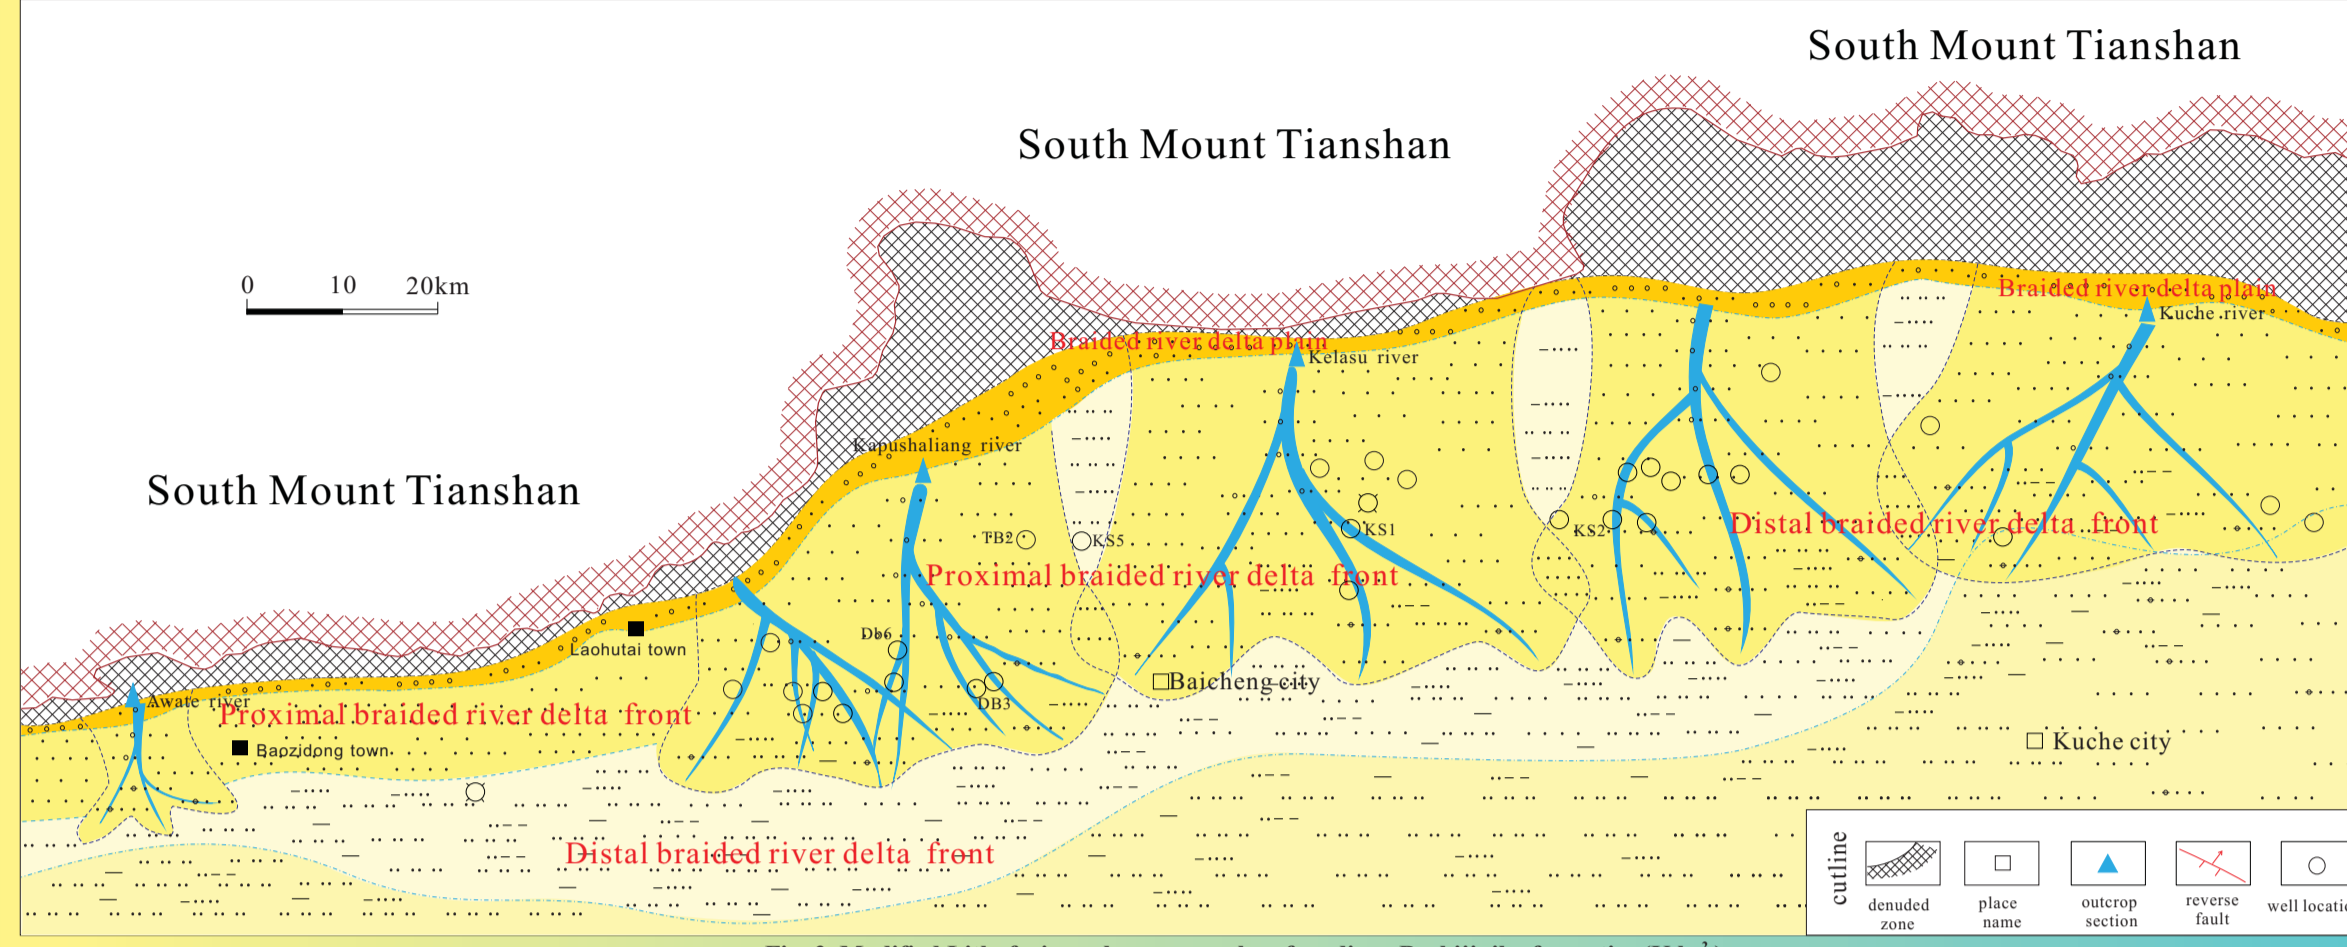 South Mount Tianshan
South Mount Tianshan
South Mount Tianshan
0 10 20km
Braided river delta plain
Kuche river
Braided river delta plain
Kelasu river
Kapushaliang river
TB2
KS5
KS1
KS2
Distal braided river delta front
Proximal braided river delta front
Db6
Laohutai town
Baicheng city
DB3
Awate river
Proximal braided river delta front
Baozidong town
Kuche city
Distal braided river delta front
cutline
denuded
zone
place
name
outcrop
section
reverse
fault
well locatio